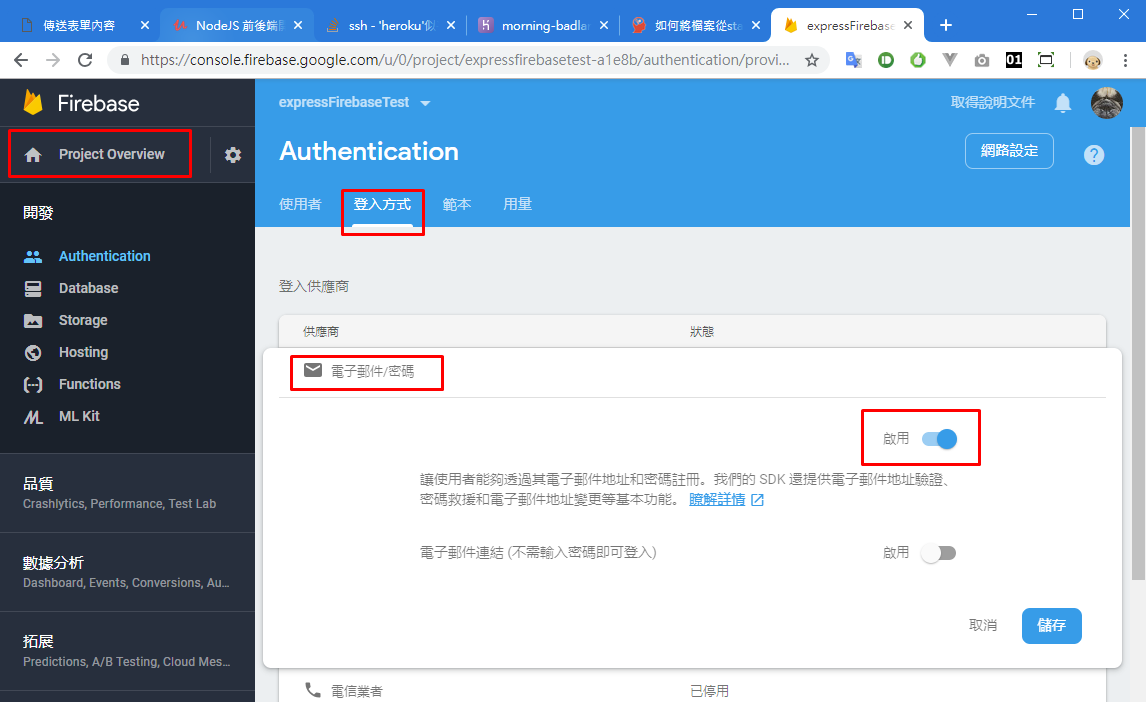 傳送表單內容
NodeJS 前後端
ssh - 'heroku'似
morning-badla
如何將檔案從sta
expressFirebase
https://console.firebase.google.com/u/0/project/expressfirebasetest-a1e8b/authentication/provi...
01
Firebase
expressFirebaseTest
取得說明文件
Project Overview
Authentication
網路設定
?
使用者
登入方式
範本
用量
開發
Authentication
Database
Storage
Hosting
Functions
ML Kit
品質
Crashlytics, Performance, Test Lab
數據分析
Dashboard, Events, Conversions, Au...
拓展
Predictions, A/B Testing, Cloud Mes...
登入供應商
供應商
狀態
電子郵件/密碼
啟用
讓使用者能夠透過其電子郵件地址和密碼註冊。我們的 SDK 還提供電子郵件地址驗證、
密碼救援和電子郵件地址變更等基本功能。 瞭解詳情
電子郵件連結 (不需輸入密碼即可登入)
啟用
取消
儲存
電信業者
已停用